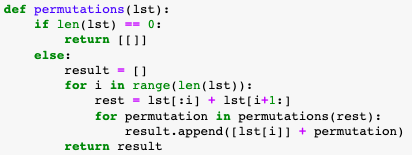 def permutations(lst):
    if len(lst) == 0:
        return [[]]
    else:
        result = []
        for i in range(len(lst)):
            rest = lst[:i] + lst[i+1:]
            for permutation in permutations(rest):
                result.append([lst[i]] + permutation)
        return result